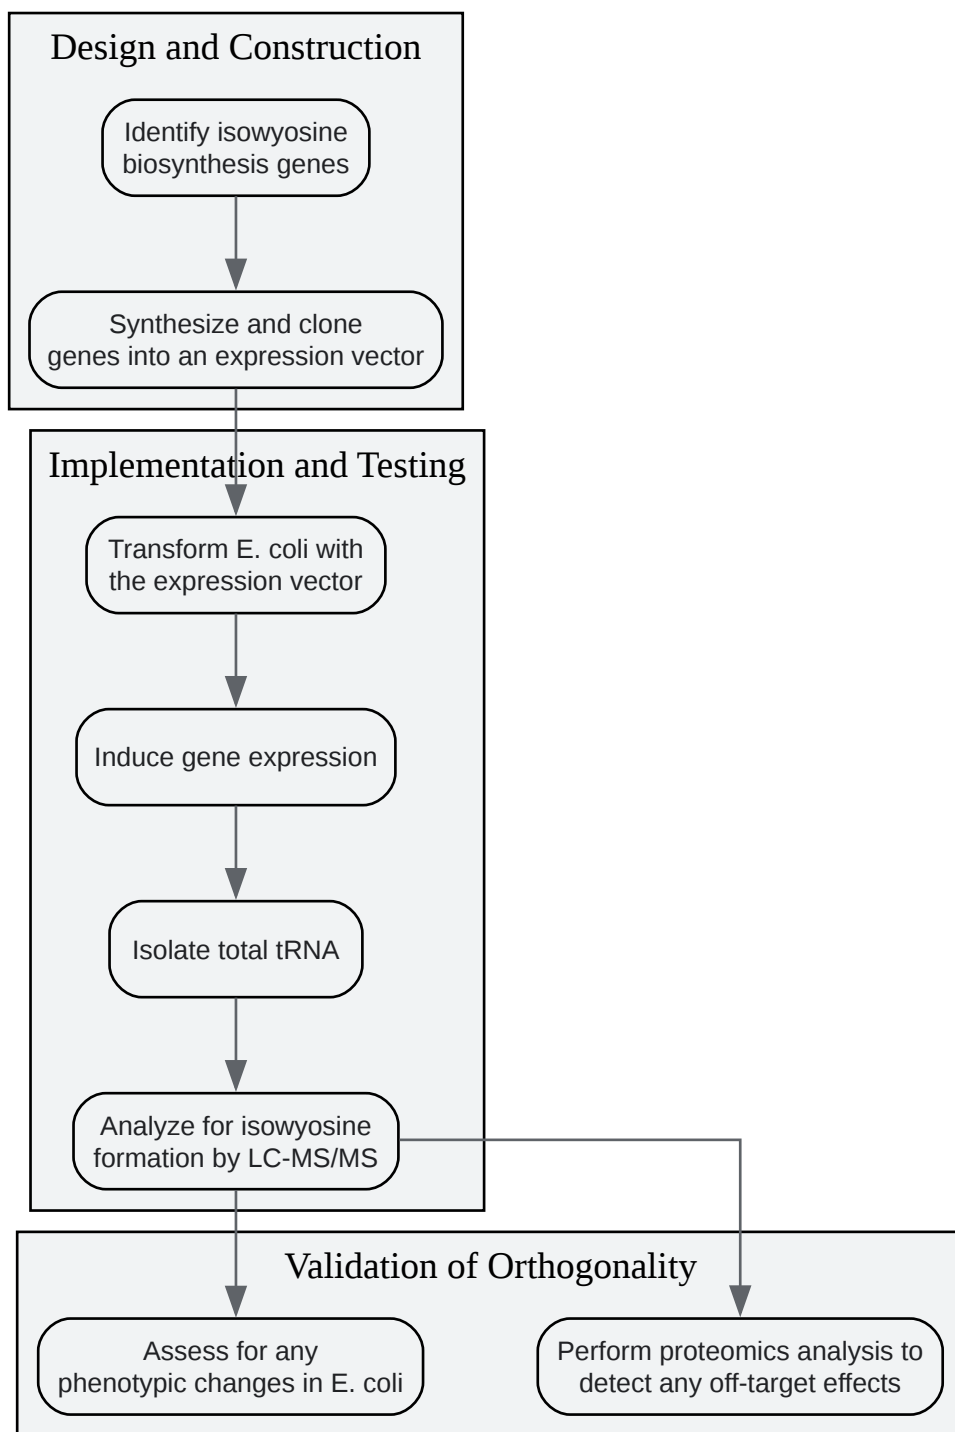 Design and Construction
Identify isowyosine
biosynthesis genes
Synthesize and clone
genes into an expression vector
Implementation and Testing
Transform E. coli with
the expression vector
Induce gene expression
Isolate total tRNA
Analyze for isowyosine
formation by LC-MS/MS
Validation of Orthogonality
Assess for any
phenotypic changes in E. coli
Perform proteomics analysis to
detect any off-target effects